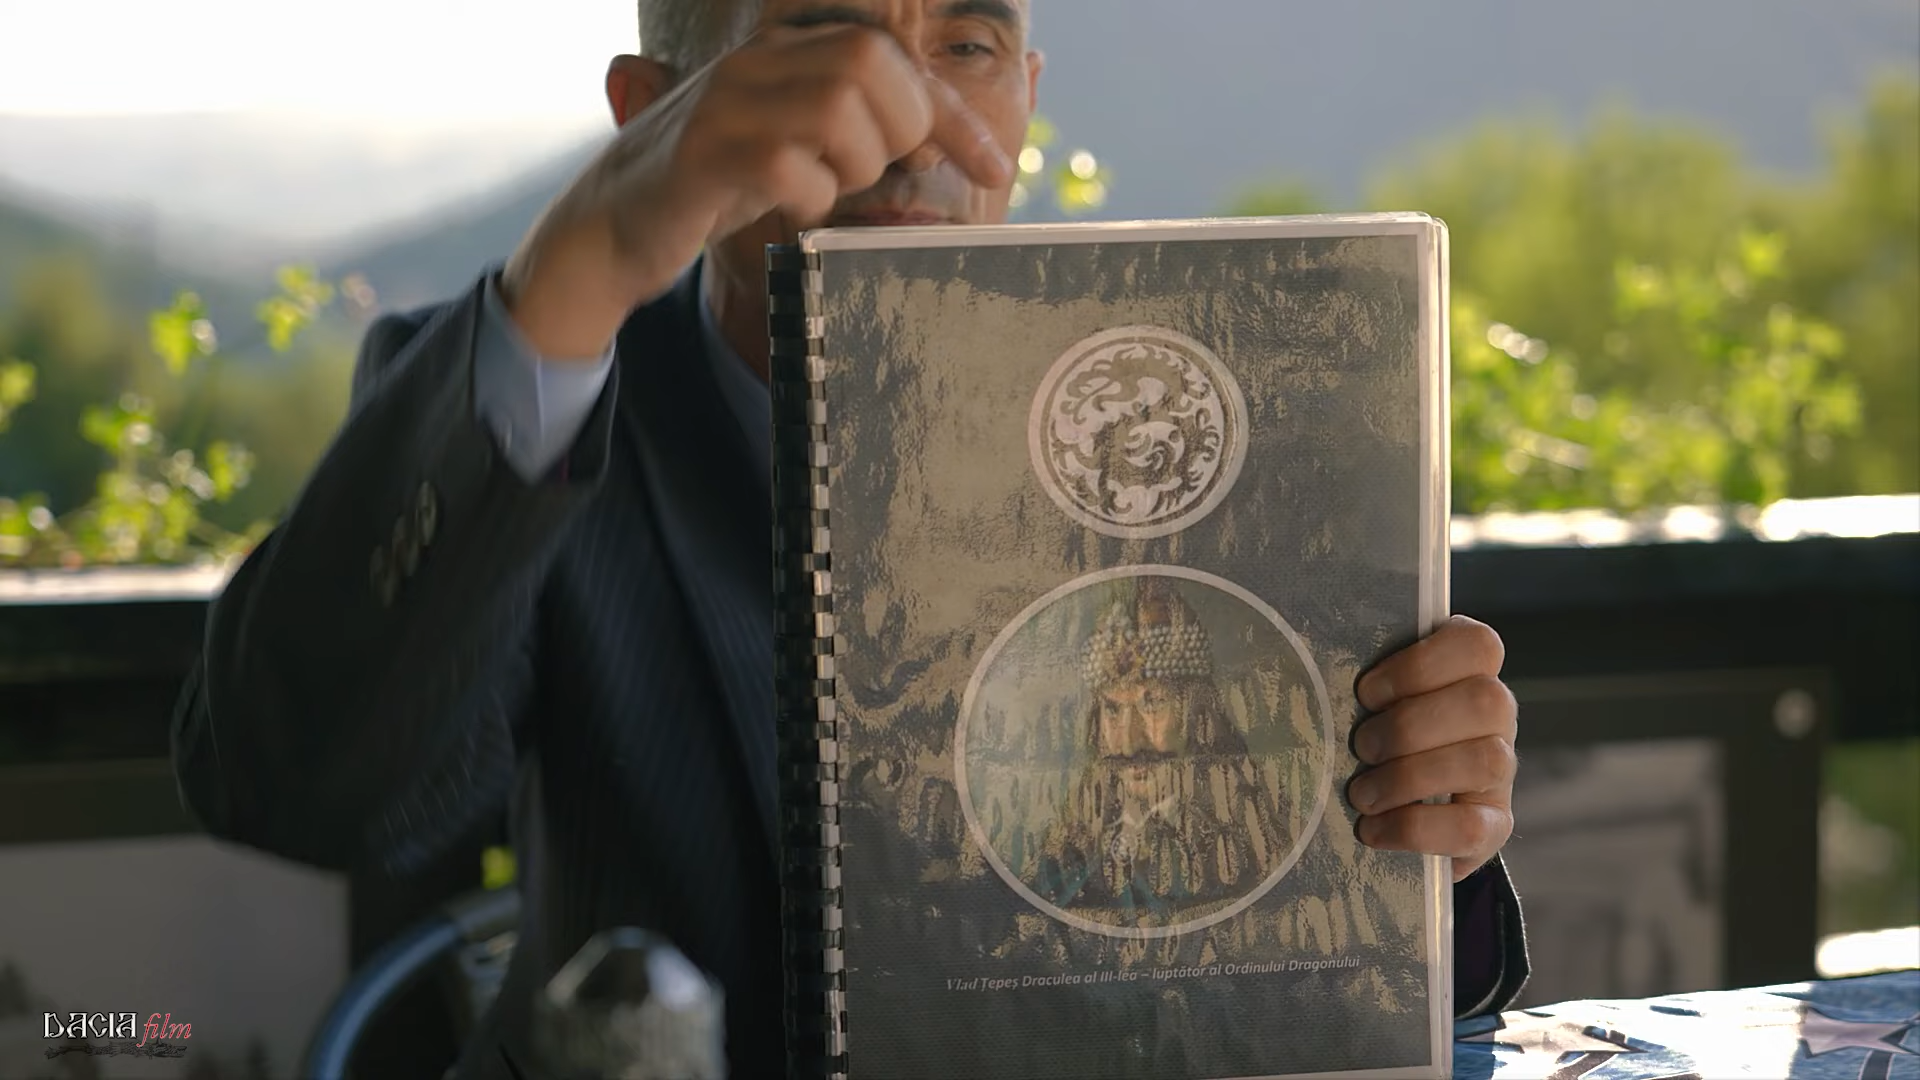 Vlad Țepeș Draculea al III-lea – luptător al Ordinului Dragonului
DACIA film